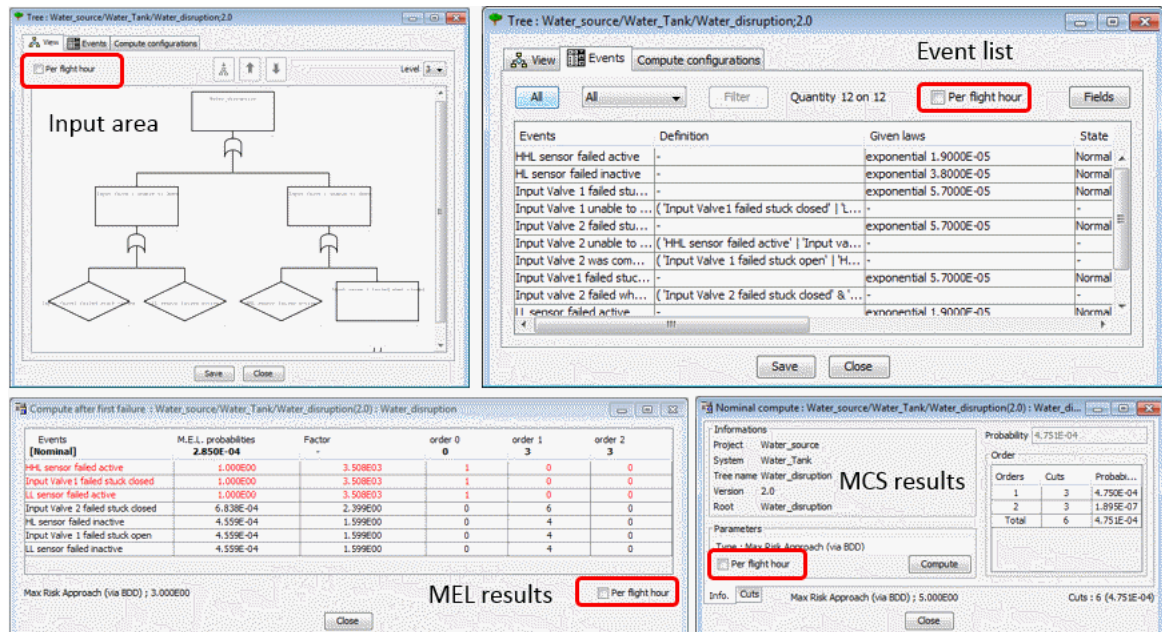 Tree : Water_source/Water_Tank/Water_disruption;2.0
View Events Compute configurations
Per flight hour
Level 3..
Input area
Water_disruption
Save Close
Tree : Water_source/Water_Tank/Water_disruption;2.0
View Events Compute configurations
Event list
All All Filter Quantity 12 on 12 Per flight hour Fields
Events Definition Given laws State
HHL sensor failed active - exponential 1.9000E-05 Normal
HL sensor failed inactive - exponential 3.8000E-05 Normal
Input Valve 1 failed stu... - exponential 5.7000E-05 Normal
Input Valve 1 unable to ... ( 'Input Valve1 failed stuck closed' | 'L... - -
Input Valve 2 failed stu... - exponential 5.7000E-05 Normal
Input Valve 2 unable to ... ( 'HHL sensor failed active' | 'Input va... - -
Input Valve 2 was com... ( 'Input Valve 1 failed stuck open' | 'H... - -
Input Valve1 failed stuc... - exponential 5.7000E-05 Normal
Input valve 2 failed wh... ( 'Input Valve 2 failed stuck closed' & '... - -
LL sensor failed active - exponential 1.9000E-05 Normal
Save Close
Compute after first failure : Water_source/Water_Tank/Water_disruption(2.0) : Water_disruption
Events M.E.L. probabilities Factor order 0 order 1 order 2
[Nominal] 2.850E-04 - 0 3 3
HHL sensor failed active 1.000E00 3.508E03 1 0 0
Input Valve1 failed stuck closed 1.000E00 3.508E03 1 0 0
LL sensor failed active 1.000E00 3.508E03 1 0 0
Input Valve 2 failed stuck closed 6.838E-04 2.399E00 0 6 0
HL sensor failed inactive 4.559E-04 1.599E00 0 4 0
Input Valve 1 failed stuck open 4.559E-04 1.599E00 0 4 0
LL sensor failed inactive 4.559E-04 1.599E00 0 4 0
Max Risk Approach (via BDD) ; 3.000E00
MEL results
Per flight hour
Close
Nominal compute : Water_source/Water_Tank/Water_disruption(2.0) : Water_di...
Informations
Project Water_source
System Water_Tank
Tree name Water_disruption
Version 2.0
Root Water_disruption
MCS results
Probability 4.751E-04
Order
Orders Cuts Probabi...
1 3 4.750E-04
2 3 1.895E-07
Total 6 4.751E-04
Parameters
Type : Max Risk Approach (via BDD)
Per flight hour Compute
Info. Cuts Max Risk Approach (via BDD) ; 5.000E00 Cuts : 6 (4.751E-04)
Close